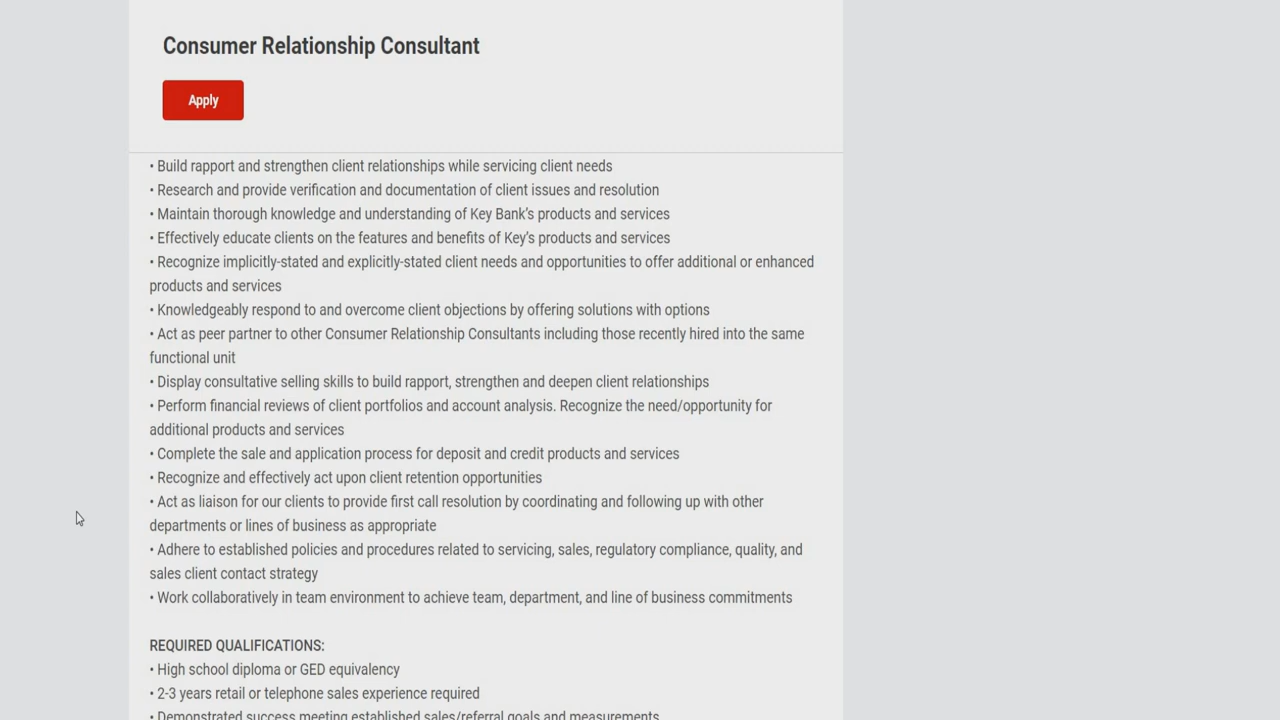 Consumer Relationship Consultant
Apply
• Build rapport and strengthen client relationships while servicing client needs
• Research and provide verification and documentation of client issues and resolution
• Maintain thorough knowledge and understanding of Key Bank's products and services
• Effectively educate clients on the features and benefits of Key's products and services
• Recognize implicitly-stated and explicitly-stated client needs and opportunities to offer additional or enhanced
products and services
• Knowledgeably respond to and overcome client objections by offering solutions with options
• Act as peer partner to other Consumer Relationship Consultants including those recently hired into the same
functional unit
• Display consultative selling skills to build rapport, strengthen and deepen client relationships
• Perform financial reviews of client portfolios and account analysis. Recognize the need/opportunity for
additional products and services
• Complete the sale and application process for deposit and credit products and services
• Recognize and effectively act upon client retention opportunities
• Act as liaison for our clients to provide first call resolution by coordinating and following up with other
departments or lines of business as appropriate
• Adhere to established policies and procedures related to servicing, sales, regulatory compliance, quality, and
sales client contact strategy
• Work collaboratively in team environment to achieve team, department, and line of business commitments
REQUIRED QUALIFICATIONS:
• High school diploma or GED equivalency
• 2-3 years retail or telephone sales experience required
• Demonstrated success meeting established sales/referral goals and measurements